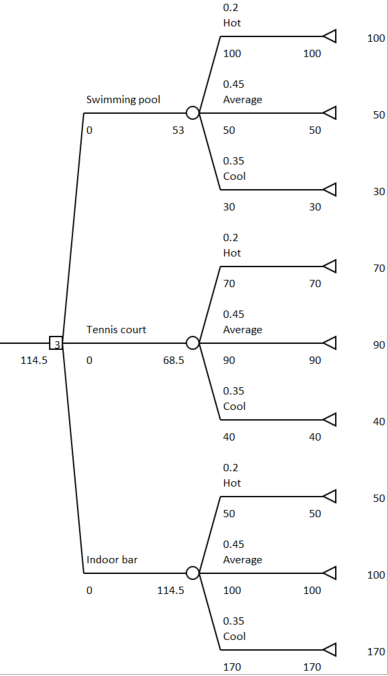 0.2
Hot
100 100 100
0.45
Swimming pool Average
0 53 50 50 50
0.35
Cool
30 30 30
0.2
Hot
70 70 70
0.45
Tennis court Average
3
114.5 0 68.5 90 90 90
0.35
Cool
40 40 40
0.2
Hot
50 50 50
0.45
Indoor bar Average
0 114.5 100 100 100
0.35
Cool
170 170 170